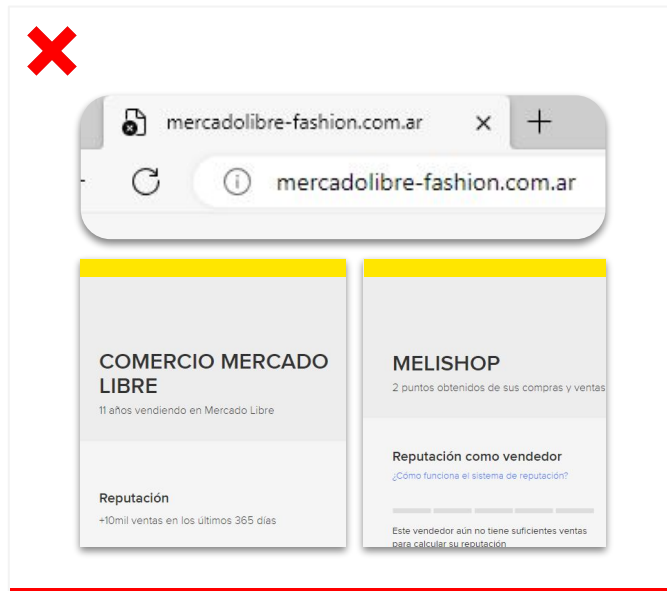 mercadolibre-fashion.com.ar
mercadolibre-fashion.com.ar
COMERCIO MERCADO
LIBRE
11 años vendiendo en Mercado Libre
Reputación
+10mil ventas en los últimos 365 días
MELISHOP
2 puntos obtenidos de sus compras y ventas
Reputación como vendedor
¿Cómo funciona el sistema de reputación?
Este vendedor aún no tiene suficientes ventas
para calcular su reputación